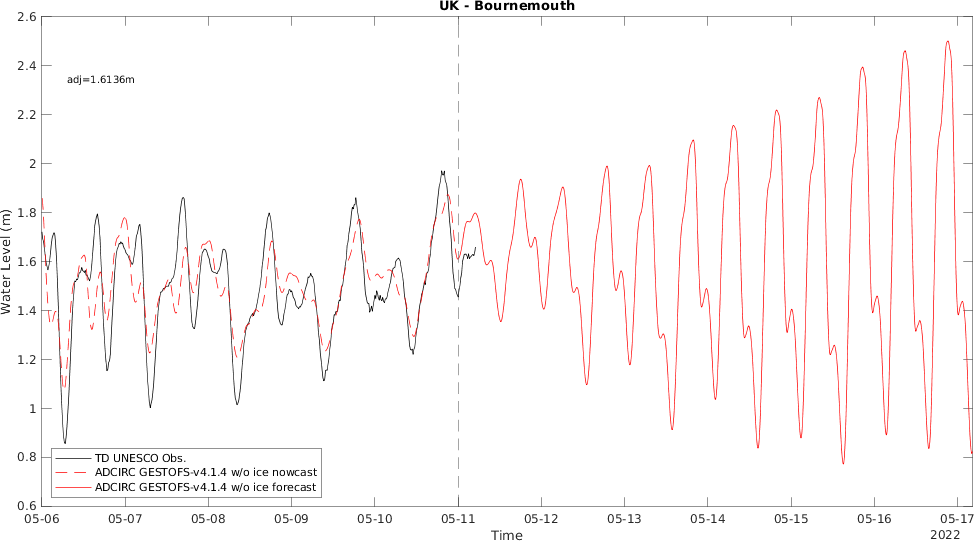 UK - Bournemouth
2.6
2.4
2.2
2
1.8
1.6
1.4
1.2
1
0.8
0.6
Water Level (m)
adj=1.6136m
TD UNESCO Obs.
ADCIRC GESTOFS-v4.1.4 w/o ice nowcast
ADCIRC GESTOFS-v4.1.4 w/o ice forecast
05-06 05-07 05-08 05-09 05-10 05-11 05-12 05-13 05-14 05-15 05-16 05-17
Time
2022